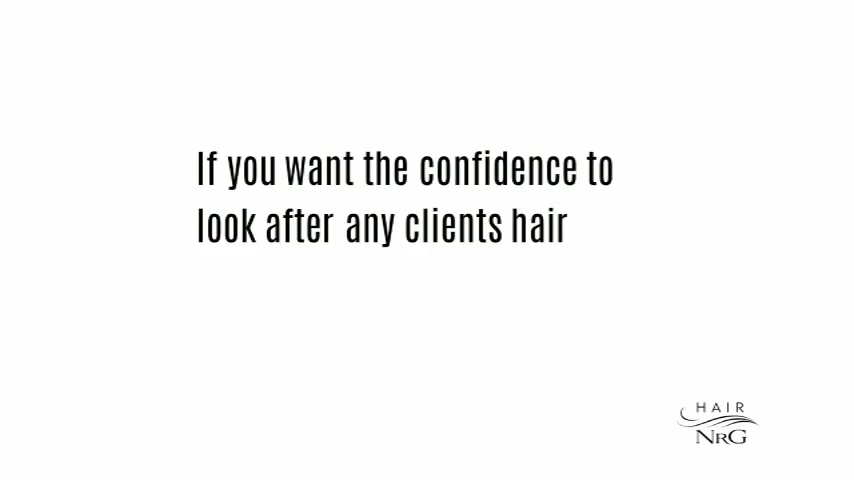 If you want the confidence to
look after any clients hair
HAIR
NRG